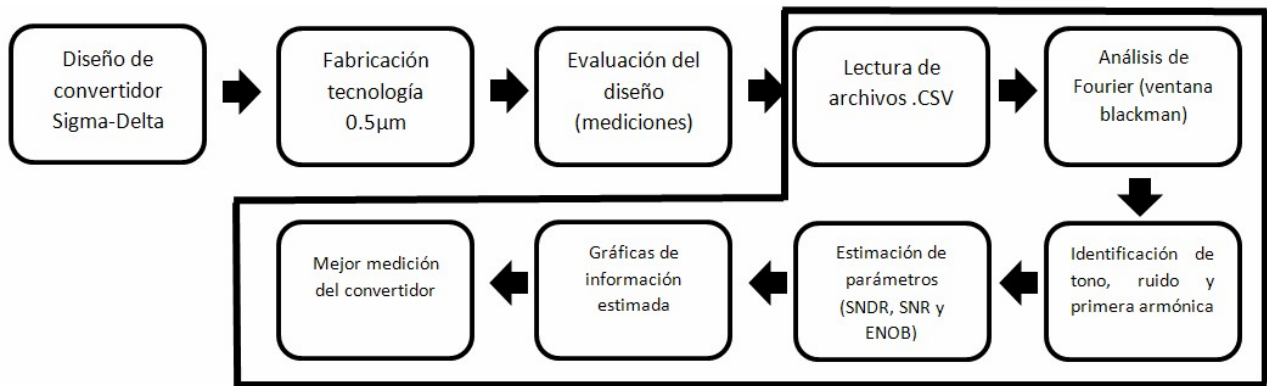 Diseño de
convertidor
Sigma-Delta
Fabricación
tecnología
0.5µm
Evaluación del
diseño
(mediciones)
Lectura de
archivos .CSV
Análisis de
Fourier (ventana
blackman)
Identificación de
tono, ruido y
primera armónica
Estimación de
parámetros
(SNDR, SNR y
ENOB)
Gráficas de
información
estimada
Mejor medición
del convertidor